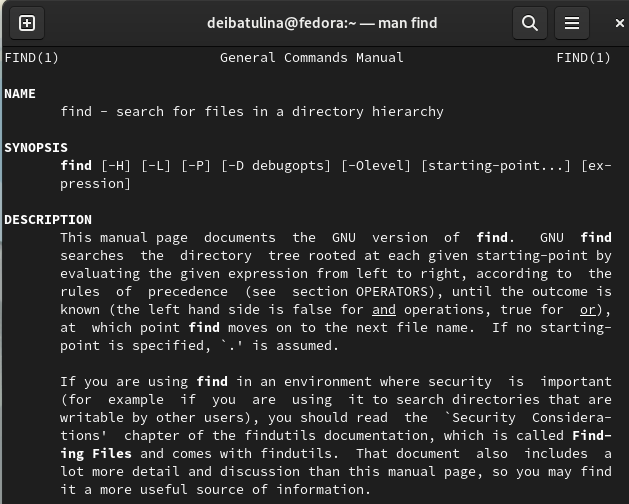 deibatulina@fedora:~ — man find
FIND(1) General Commands Manual FIND(1)
NAME
find - search for files in a directory hierarchy
SYNOPSIS
find [-H] [-L] [-P] [-D debugopts] [-Olevel] [starting-point...] [ex-
pression]
DESCRIPTION
This manual page documents the GNU version of find. GNU find
searches the directory tree rooted at each given starting-point by
evaluating the given expression from left to right, according to the
rules of precedence (see section OPERATORS), until the outcome is
known (the left hand side is false for and operations, true for or),
at which point find moves on to the next file name. If no starting-
point is specified, `.' is assumed.
If you are using find in an environment where security is important
(for example if you are using it to search directories that are
writable by other users), you should read the `Security Considera-
tions' chapter of the findutils documentation, which is called Find-
ing Files and comes with findutils. That document also includes a
lot more detail and discussion than this manual page, so you may find
it a more useful source of information.